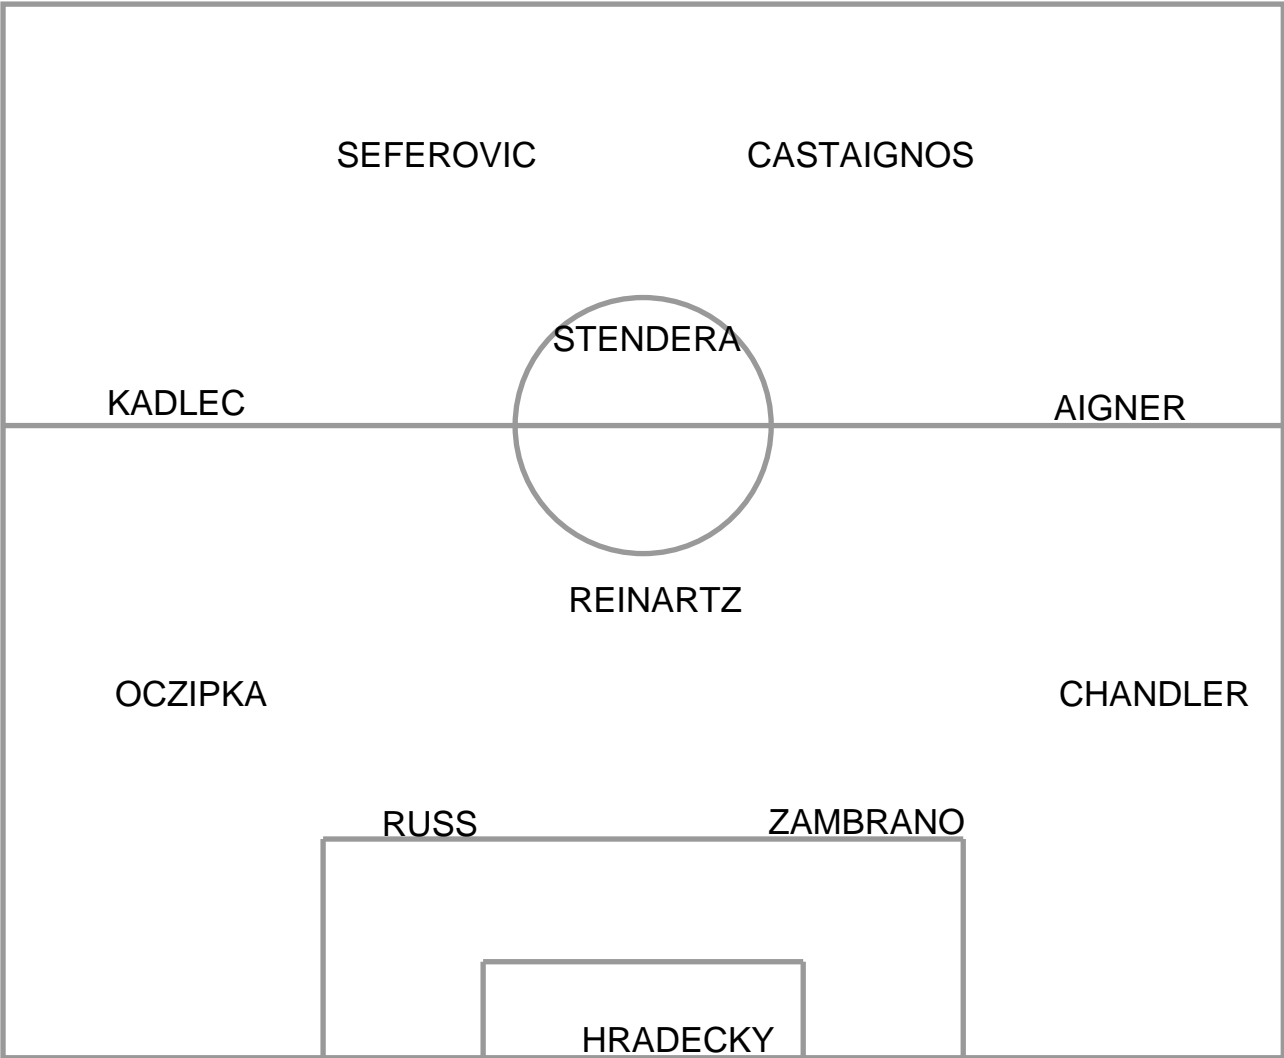 SEFEROVIC CASTAIGNOS
STENDERA
KADLEC AIGNER
REINARTZ
OCZIPKA CHANDLER
RUSS ZAMBRANO
HRADECKY